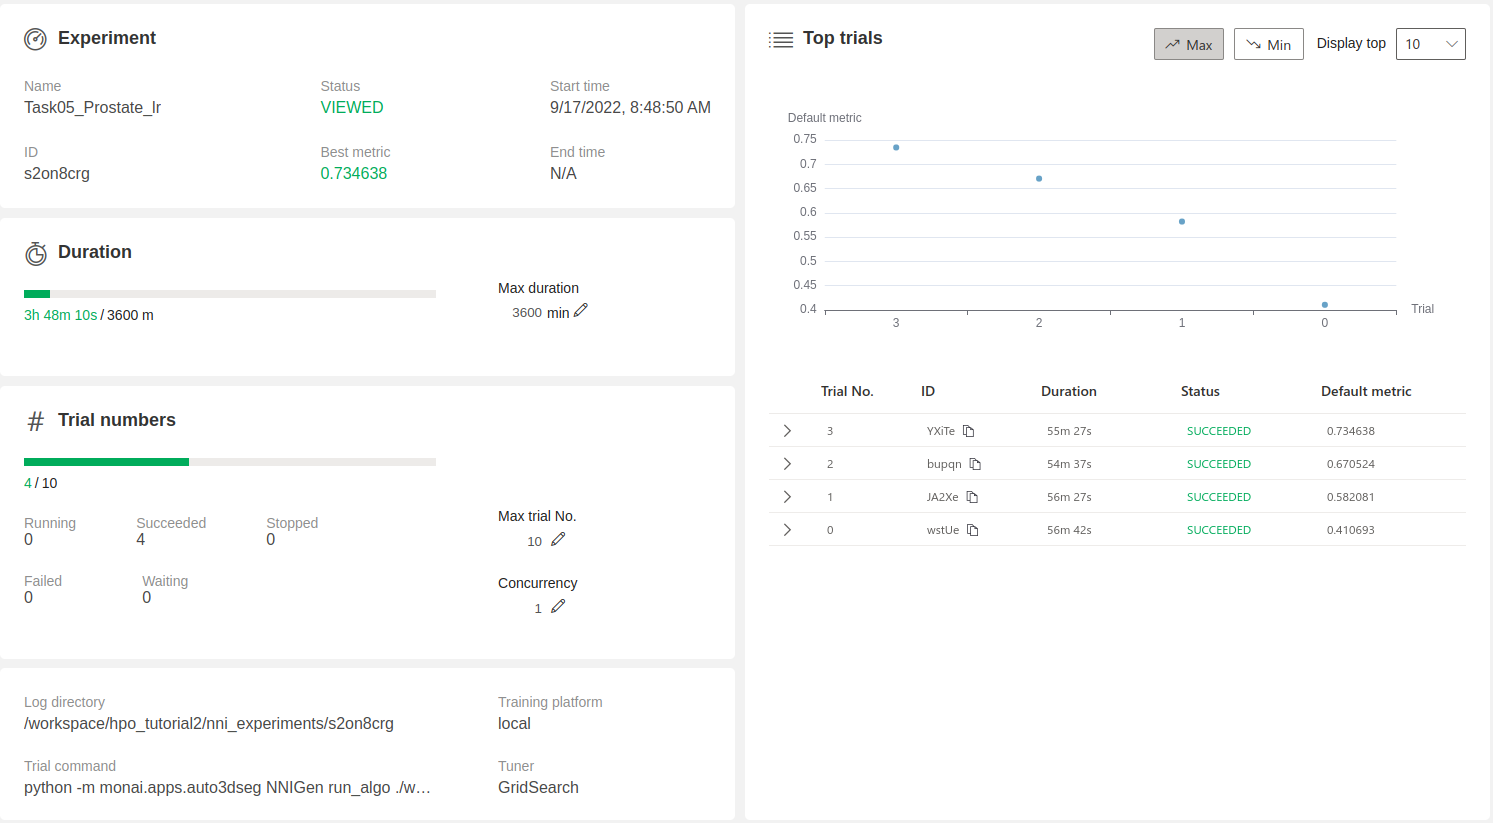 Experiment
Name
Task05_Prostate_lr
Status
VIEWED
Start time
9/17/2022, 8:48:50 AM
ID
s2on8crg
Best metric
0.734638
End time
N/A
Duration
3h 48m 10s / 3600 m
Max duration
3600 min
# Trial numbers
4 / 10
Running
0
Succeeded
4
Stopped
0
Failed
0
Waiting
0
Max trial No.
10
Concurrency
1
Log directory
/workspace/hpo_tutorial2/nni_experiments/s2on8crg
Training platform
local
Trial command
python -m monai.apps.auto3dseg NNIGen run_algo ./w…
Tuner
GridSearch
Top trials
Max Min Display top 10
Default metric
0.75
0.7
0.65
0.6
0.55
0.5
0.45
0.4
3 2 1 0
Trial
Trial No. ID Duration Status Default metric
3 YXiTe 55m 27s SUCCEEDED 0.734638
2 bupqn 54m 37s SUCCEEDED 0.670524
1 JA2Xe 56m 27s SUCCEEDED 0.582081
0 wstUe 56m 42s SUCCEEDED 0.410693